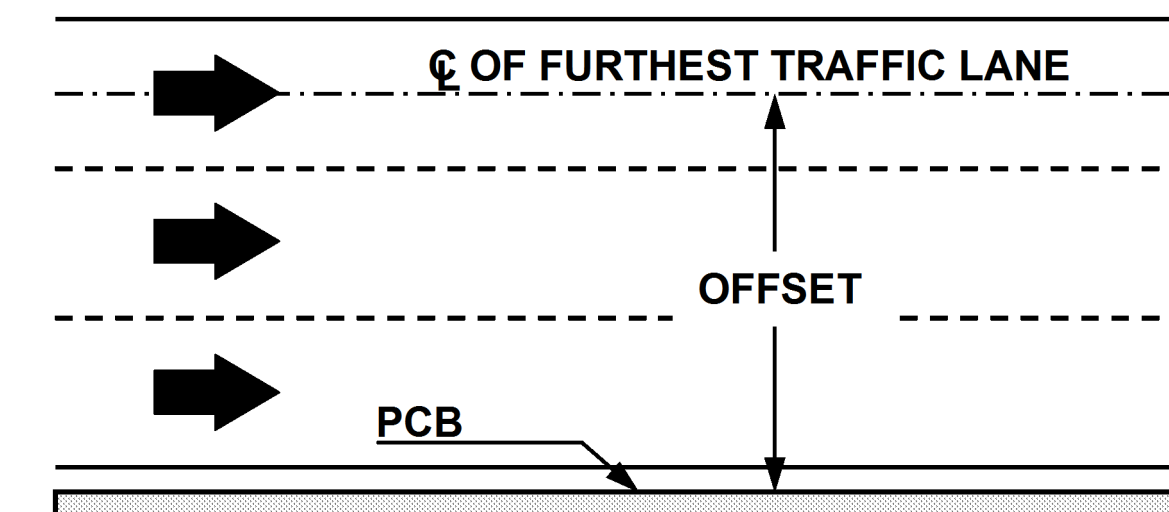 ℄ OF FURTHEST TRAFFIC LANE
OFFSET
PCB